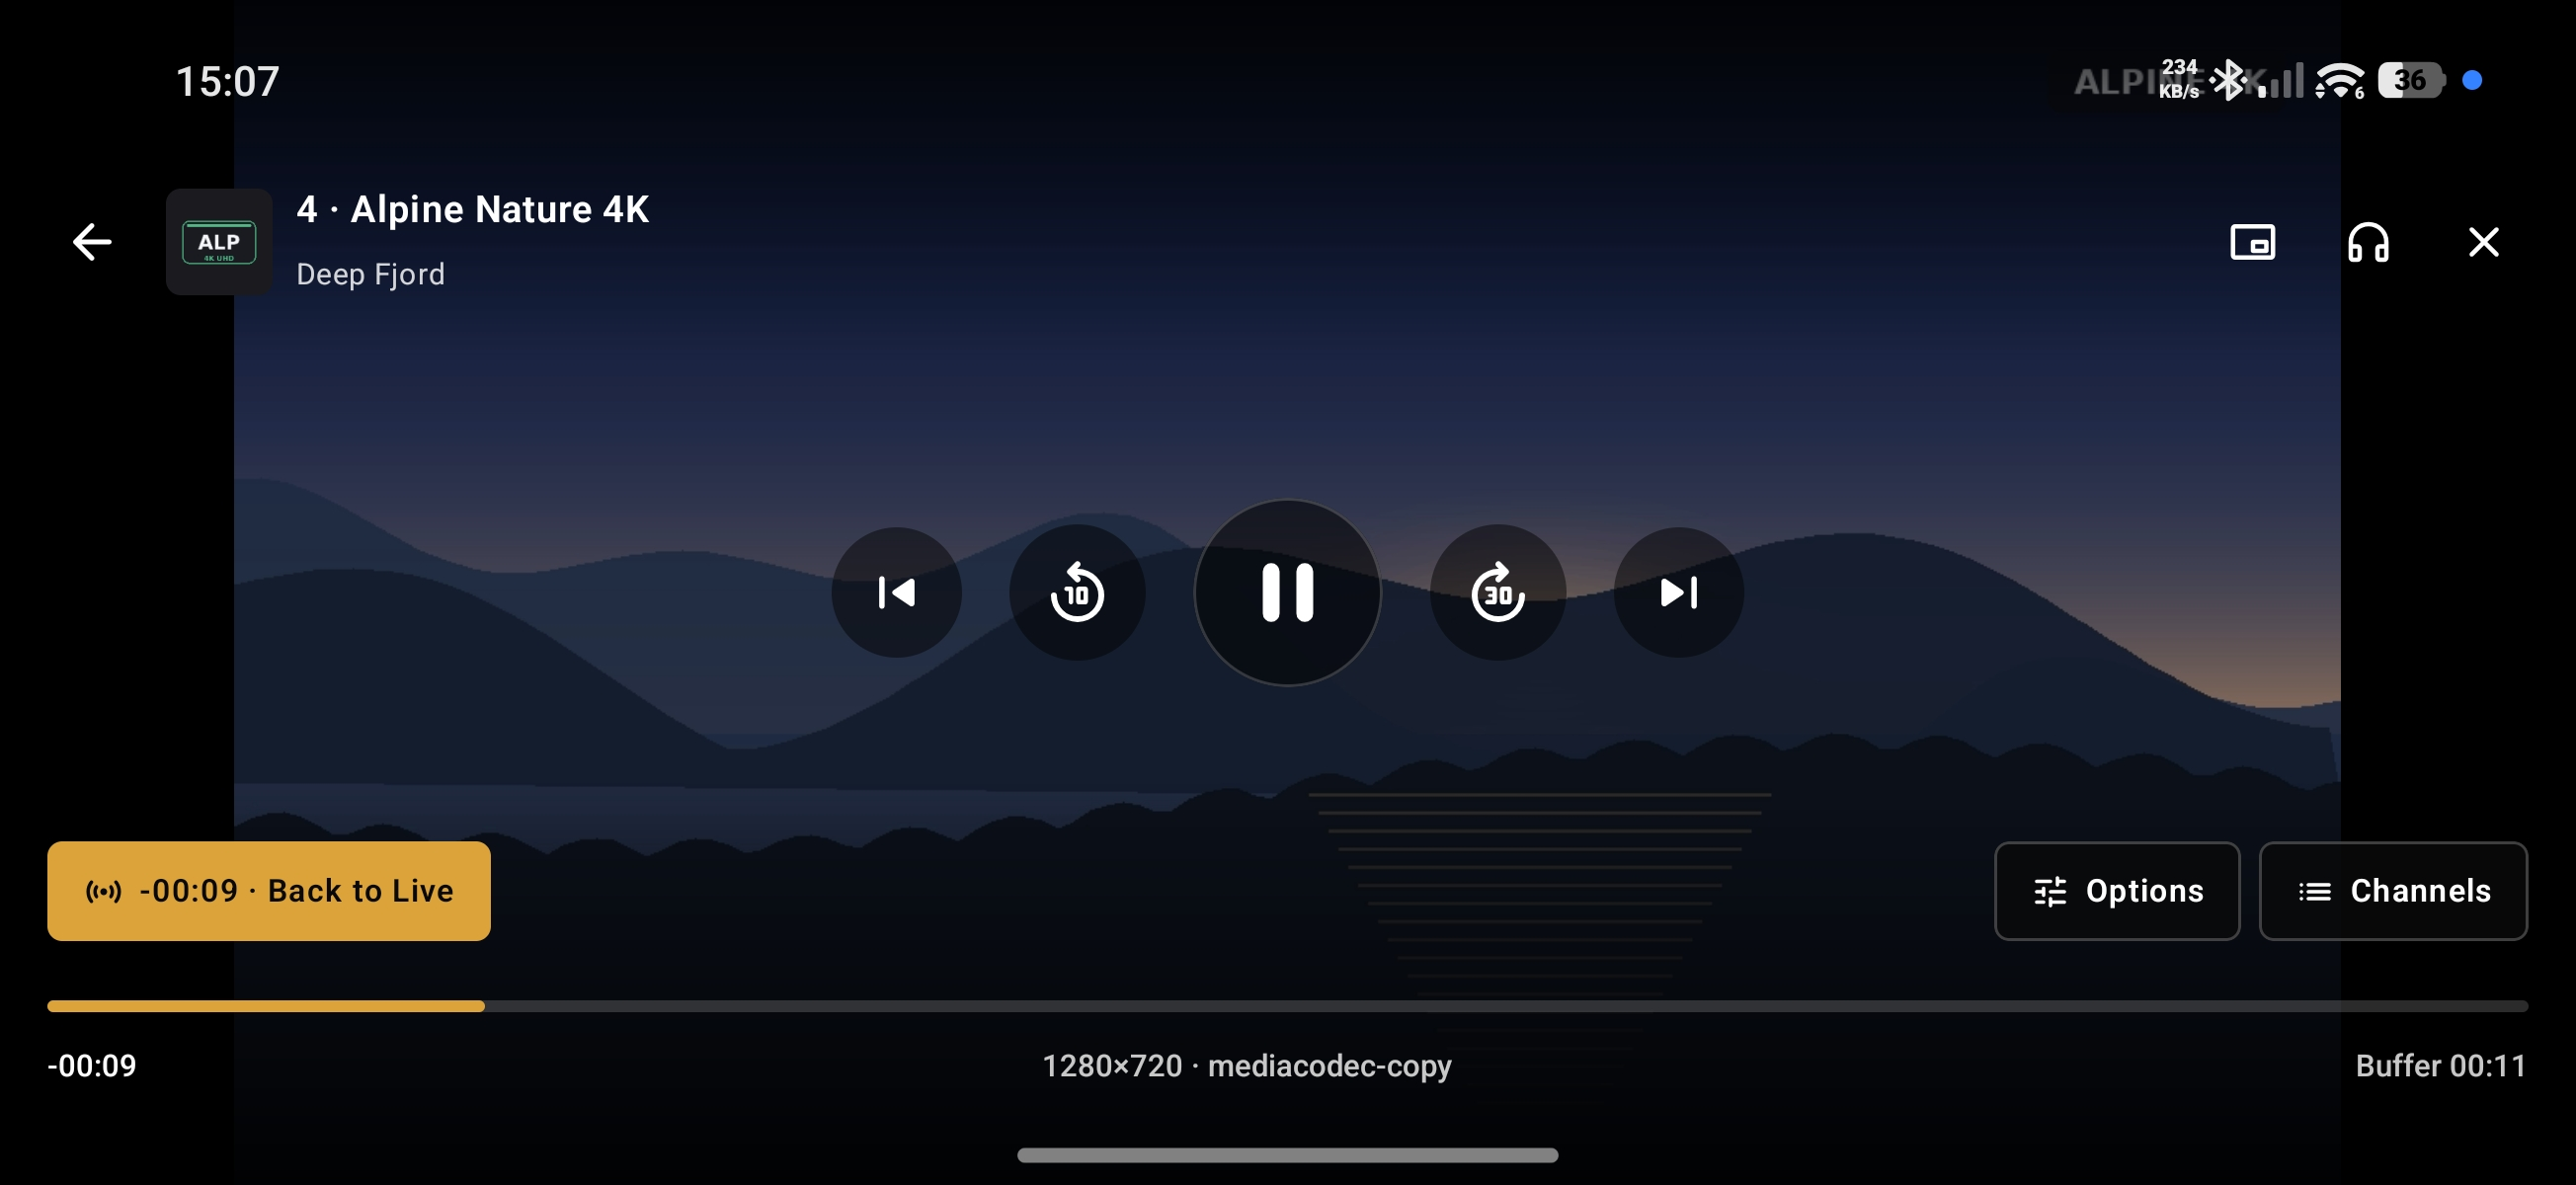 15:07
234
KB/s
6
36
4 · Alpine Nature 4K
ALP
4K UHD
Deep Fjord
10
30
-00:09 · Back to Live
Options
Channels
-00:09
1280×720 · mediacodec-copy
Buffer 00:11